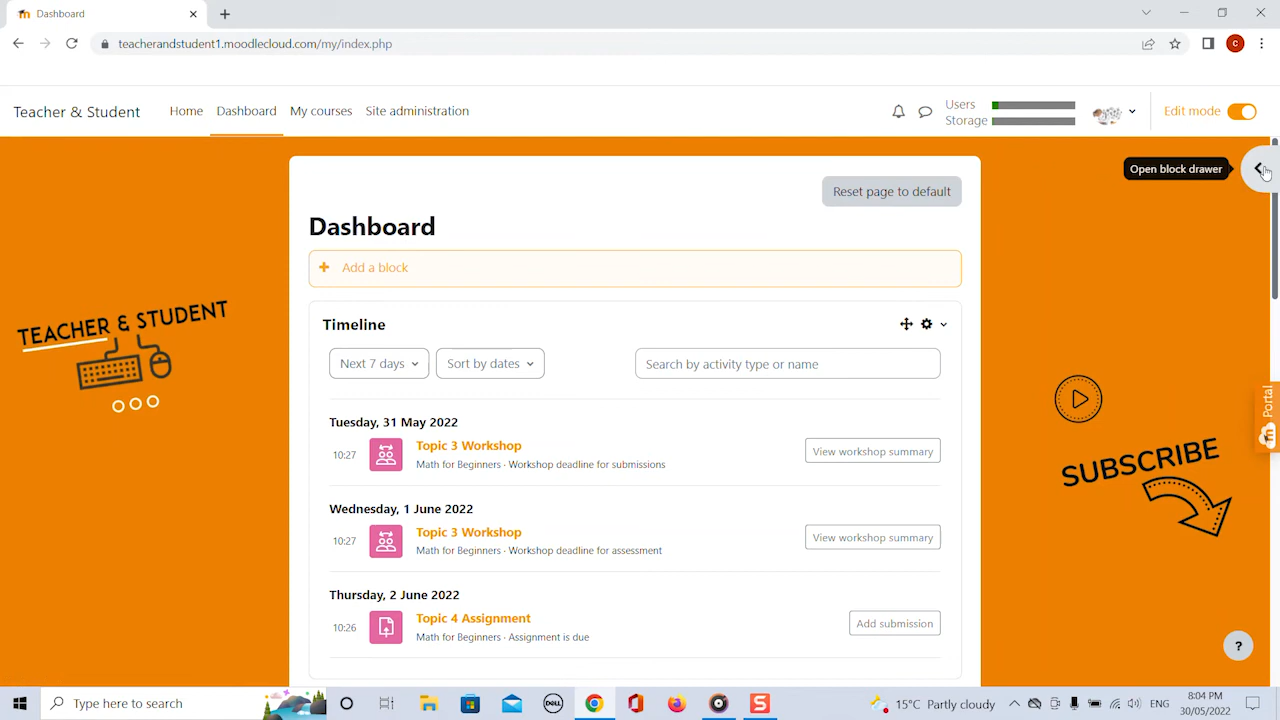 Dashboard
teacherandstudent1.moodlecloud.com/my/index.php
C
Teacher & Student
Home
Dashboard
My courses
Site administration
Users
Storage
Edit mode
Open block drawer
Reset page to default
Dashboard
Add a block
Timeline
Next 7 days
Sort by dates
Search by activity type or name
Tuesday, 31 May 2022
10:27
Topic 3 Workshop
View workshop summary
Math for Beginners · Workshop deadline for submissions
Wednesday, 1 June 2022
10:27
Topic 3 Workshop
View workshop summary
Math for Beginners · Workshop deadline for assessment
Thursday, 2 June 2022
10:26
Topic 4 Assignment
Add submission
Math for Beginners · Assignment is due
TEACHER & STUDENT
SUBSCRIBE
Portal
?
Type here to search
DELL
S
15°C Partly cloudy
ENG
8:04 PM
30/05/2022